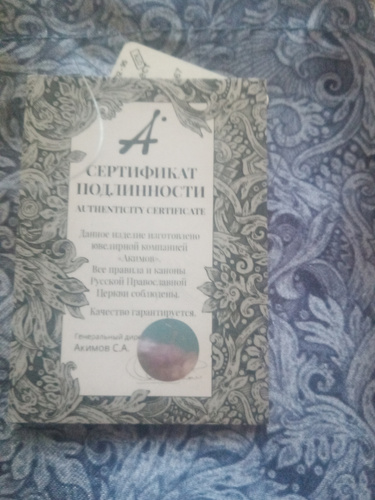 А
СЕРТИФИКАТ
ПОДЛИННОСТИ
AUTHENTICITY CERTIFICATE
Данное изделие изготовлено
ювелирной компанией
«Акимов».
Все правила и каноны
Русской Православной
Церкви соблюдены.
Качество гарантируется.
Генеральный дир
Акимов С.А.